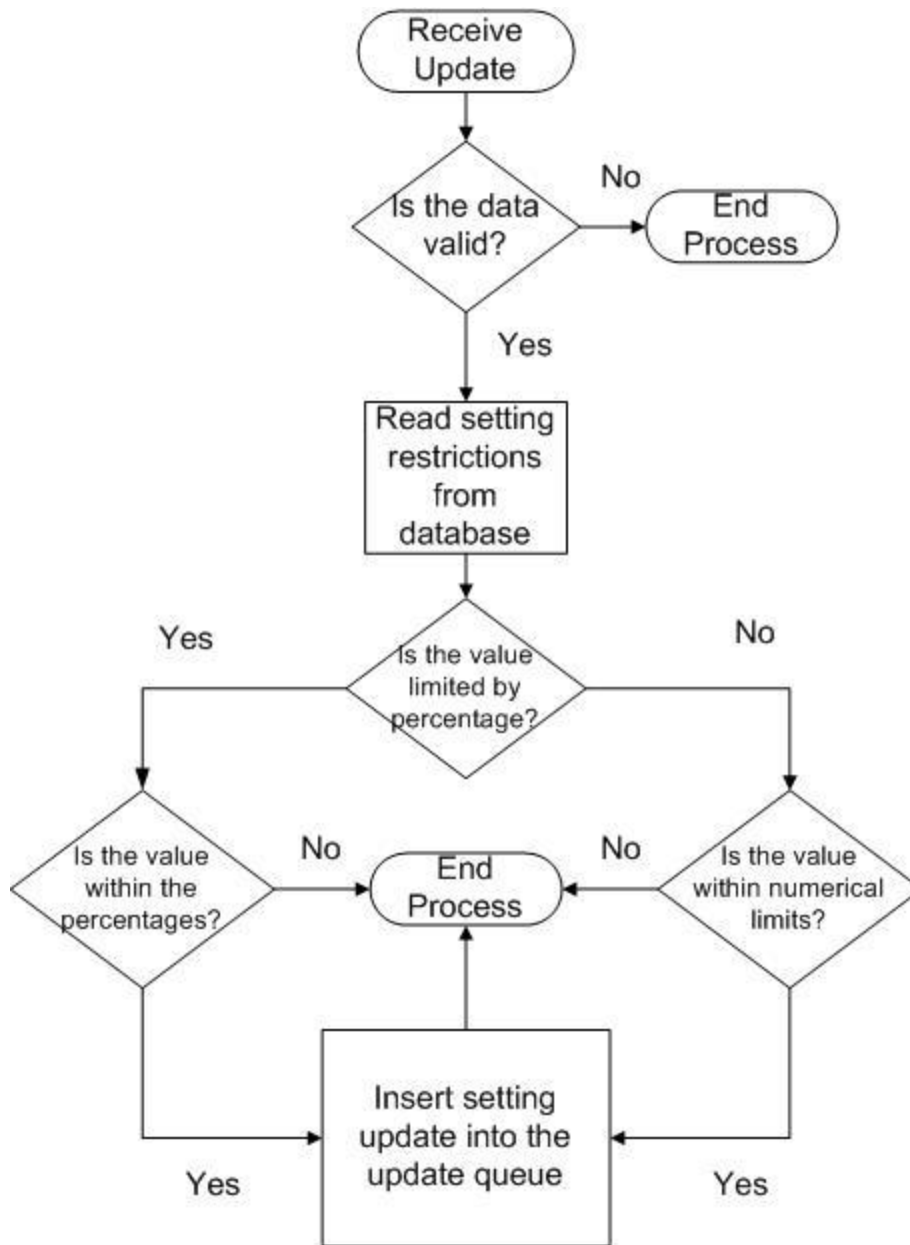 Receive
Update
Is the data
valid?
No
End
Process
Yes
Read setting
restrictions
from
database
Yes
No
Is the value
limited by
percentage?
Is the value
within the
percentages?
No
End
Process
No
Is the value
within numerical
limits?
Insert setting
update into the
update queue
Yes
Yes